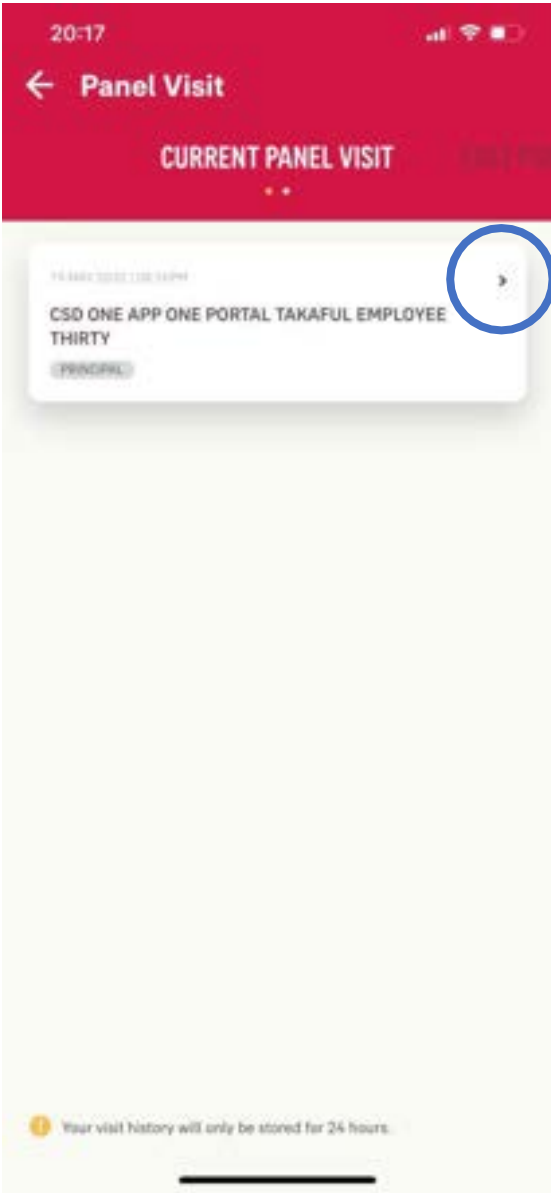 20:17
Panel Visit
CURRENT PANEL VISIT
CSD ONE APP ONE PORTAL TAKAFUL EMPLOYEE
THIRTY
PRINCIPAL
Your visit history will only be stored for 24 hours.